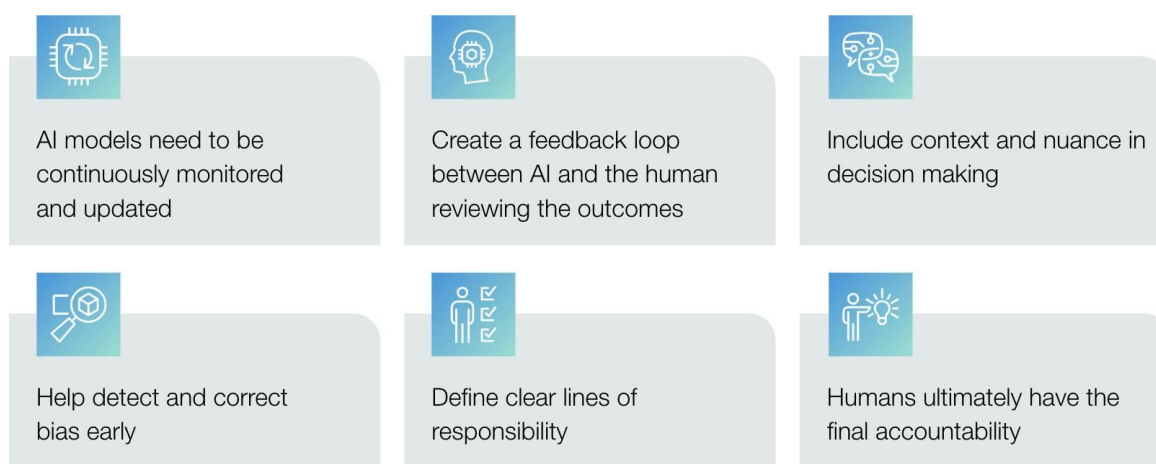 AI models need to be
continuously monitored
and updated
Create a feedback loop
between AI and the human
reviewing the outcomes
Include context and nuance in
decision making
Help detect and correct
bias early
Define clear lines of
responsibility
Humans ultimately have the
final accountability